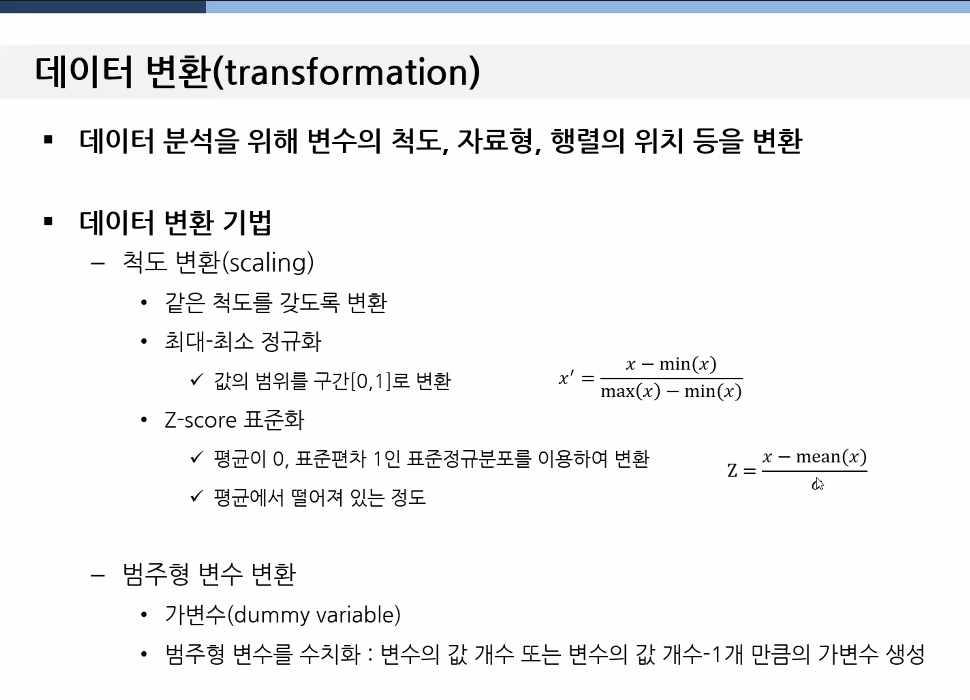 데이터 변환(transformation)
▪ 데이터 분석을 위해 변수의 척도, 자료형, 행렬의 위치 등을 변환
▪ 데이터 변환 기법
– 척도 변환(scaling)
• 같은 척도를 갖도록 변환
• 최대-최소 정규화
✓ 값의 범위를 구간[0,1]로 변환
x′ = (x − min(x)) / (max(x) − min(x))
• Z-score 표준화
✓ 평균이 0, 표준편차 1인 표준정규분포를 이용하여 변환
Z = (x − mean(x)) /
✓ 평균에서 떨어져 있는 정도
– 범주형 변수 변환
• 가변수(dummy variable)
• 범주형 변수를 수치화 : 변수의 값 개수 또는 변수의 값 개수-1개 만큼의 가변수 생성